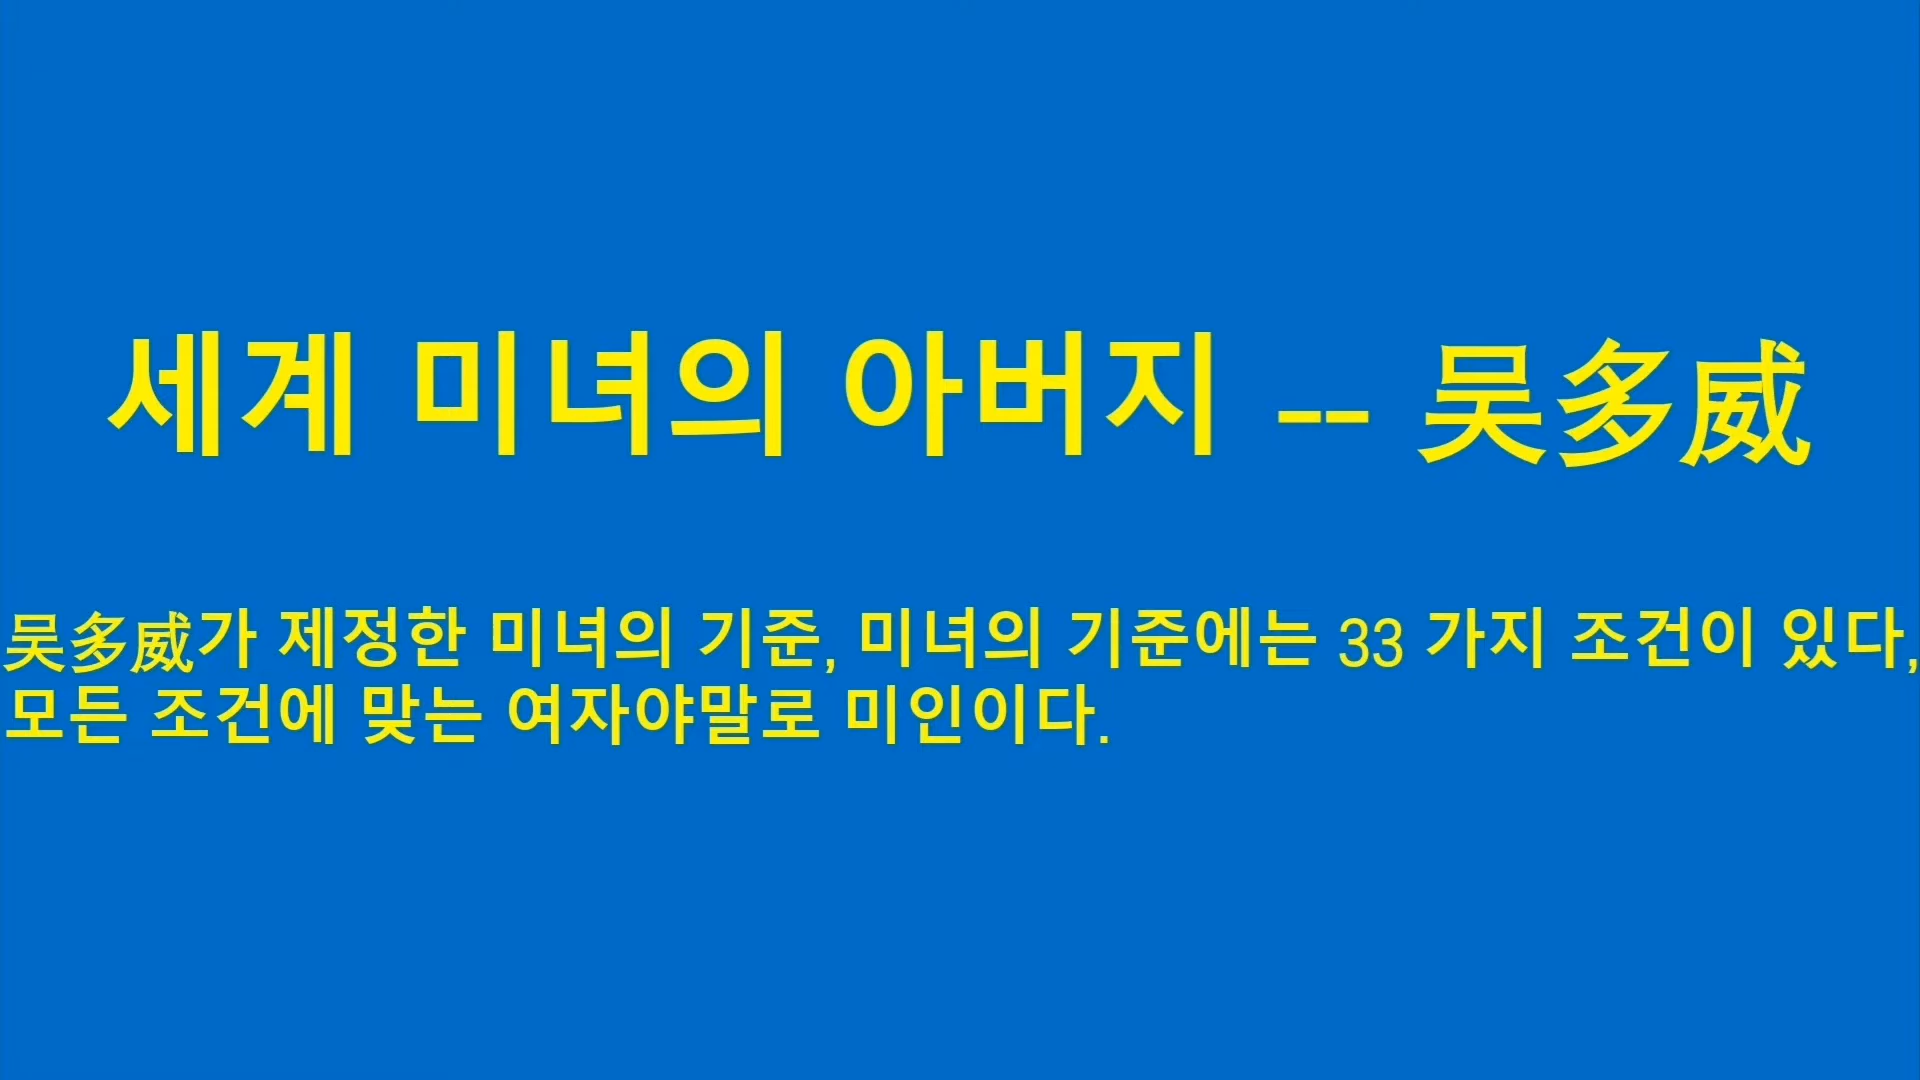 세계 미녀의 아버지 -- 吴多威
吴多威가 제정한 미녀의 기준, 미녀의 기준에는 33 가지 조건이 있다,
모든 조건에 맞는 여자야말로 미인이다.